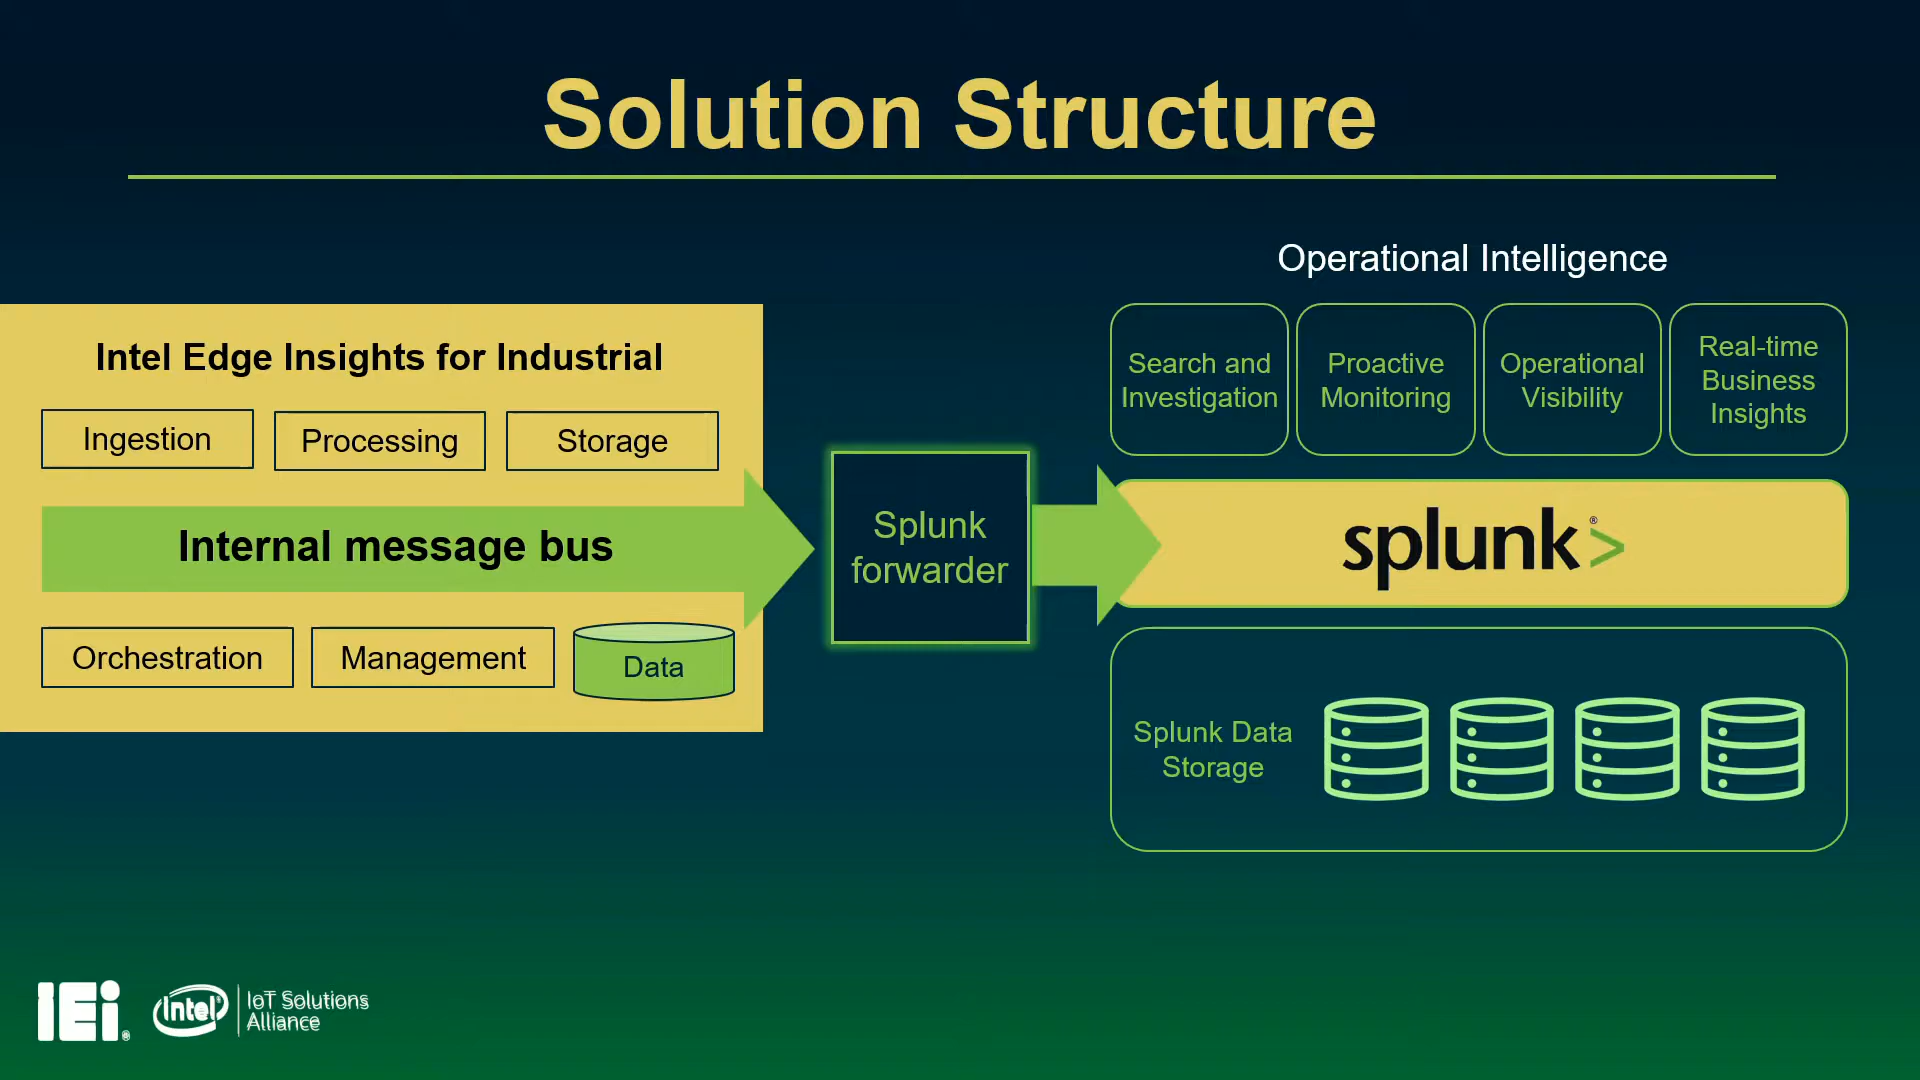 Solution Structure
Intel Edge Insights for Industrial
Ingestion
Processing
Storage
Internal message bus
Orchestration
Management
Data
Splunk
forwarder
Operational Intelligence
Search and
Investigation
Proactive
Monitoring
Operational
Visibility
Real-time
Business
Insights
splunk>®
Splunk Data
Storage
iEi®
intel®
IoT Solutions
Alliance